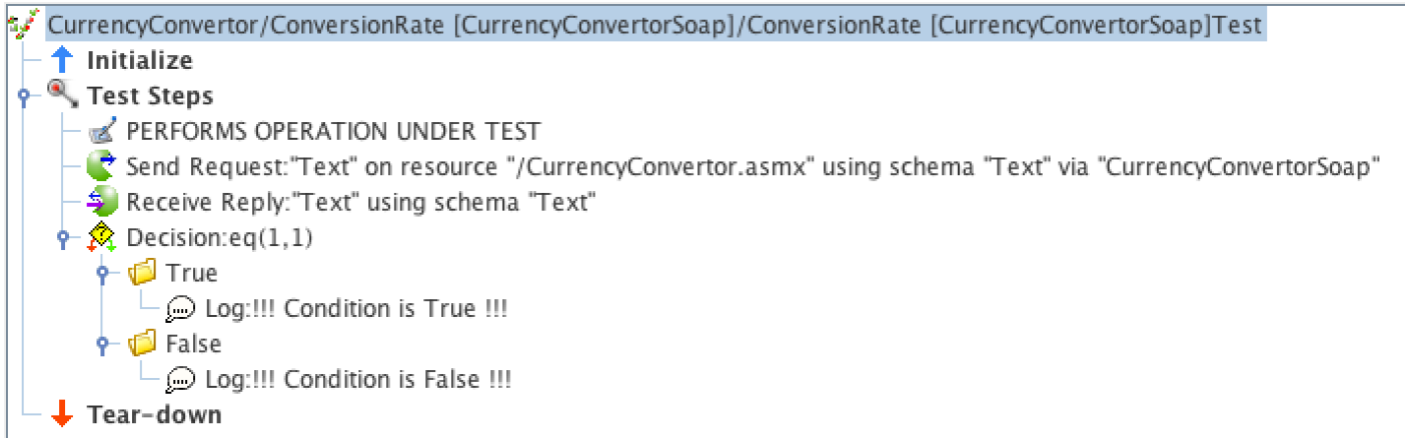 CurrencyConvertor/ConversionRate [CurrencyConvertorSoap]/ConversionRate [CurrencyConvertorSoap]Test
Initialize
Test Steps
PERFORMS OPERATION UNDER TEST
Send Request:"Text" on resource "/CurrencyConvertor.asmx" using schema "Text" via "CurrencyConvertorSoap"
Receive Reply:"Text" using schema "Text"
Decision:eq(1,1)
True
Log:!!! Condition is True !!!
False
Log:!!! Condition is False !!!
Tear-down